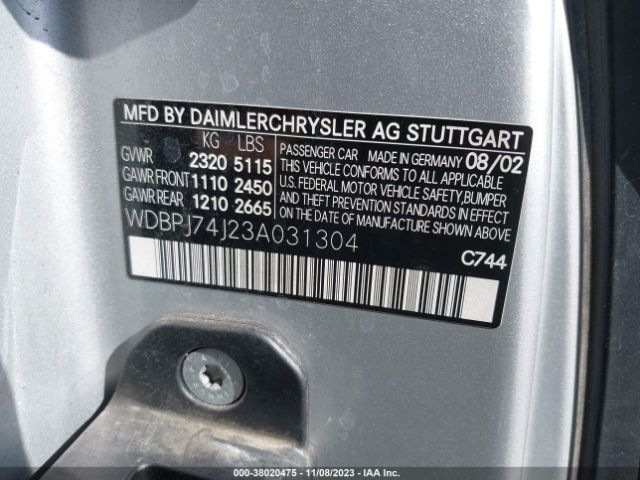 MFD BY DAIMLERCHRYSLER AG STUTTGART
KG LBS
GVWR 2320 5115
GAWR FRONT 1110 2450
GAWR REAR 1210 2665
PASSENGER CAR MADE IN GERMANY 08/02
THIS VEHICLE CONFORMS TO ALL APPLICABLE
U.S. FEDERAL MOTOR VEHICLE SAFETY, BUMPER
AND THEFT PREVENTION STANDARDS IN EFFECT
ON THE DATE OF MANUFACTURE SHOWN ABOVE
WDBPJ74J23A031304
C744
000-38020475 - 11/08/2023 - IAA Inc.